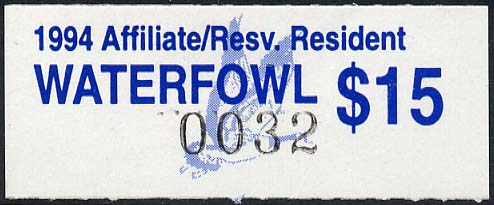 1994 Affiliate/Resv. Resident
WATERFOWL $15
0032